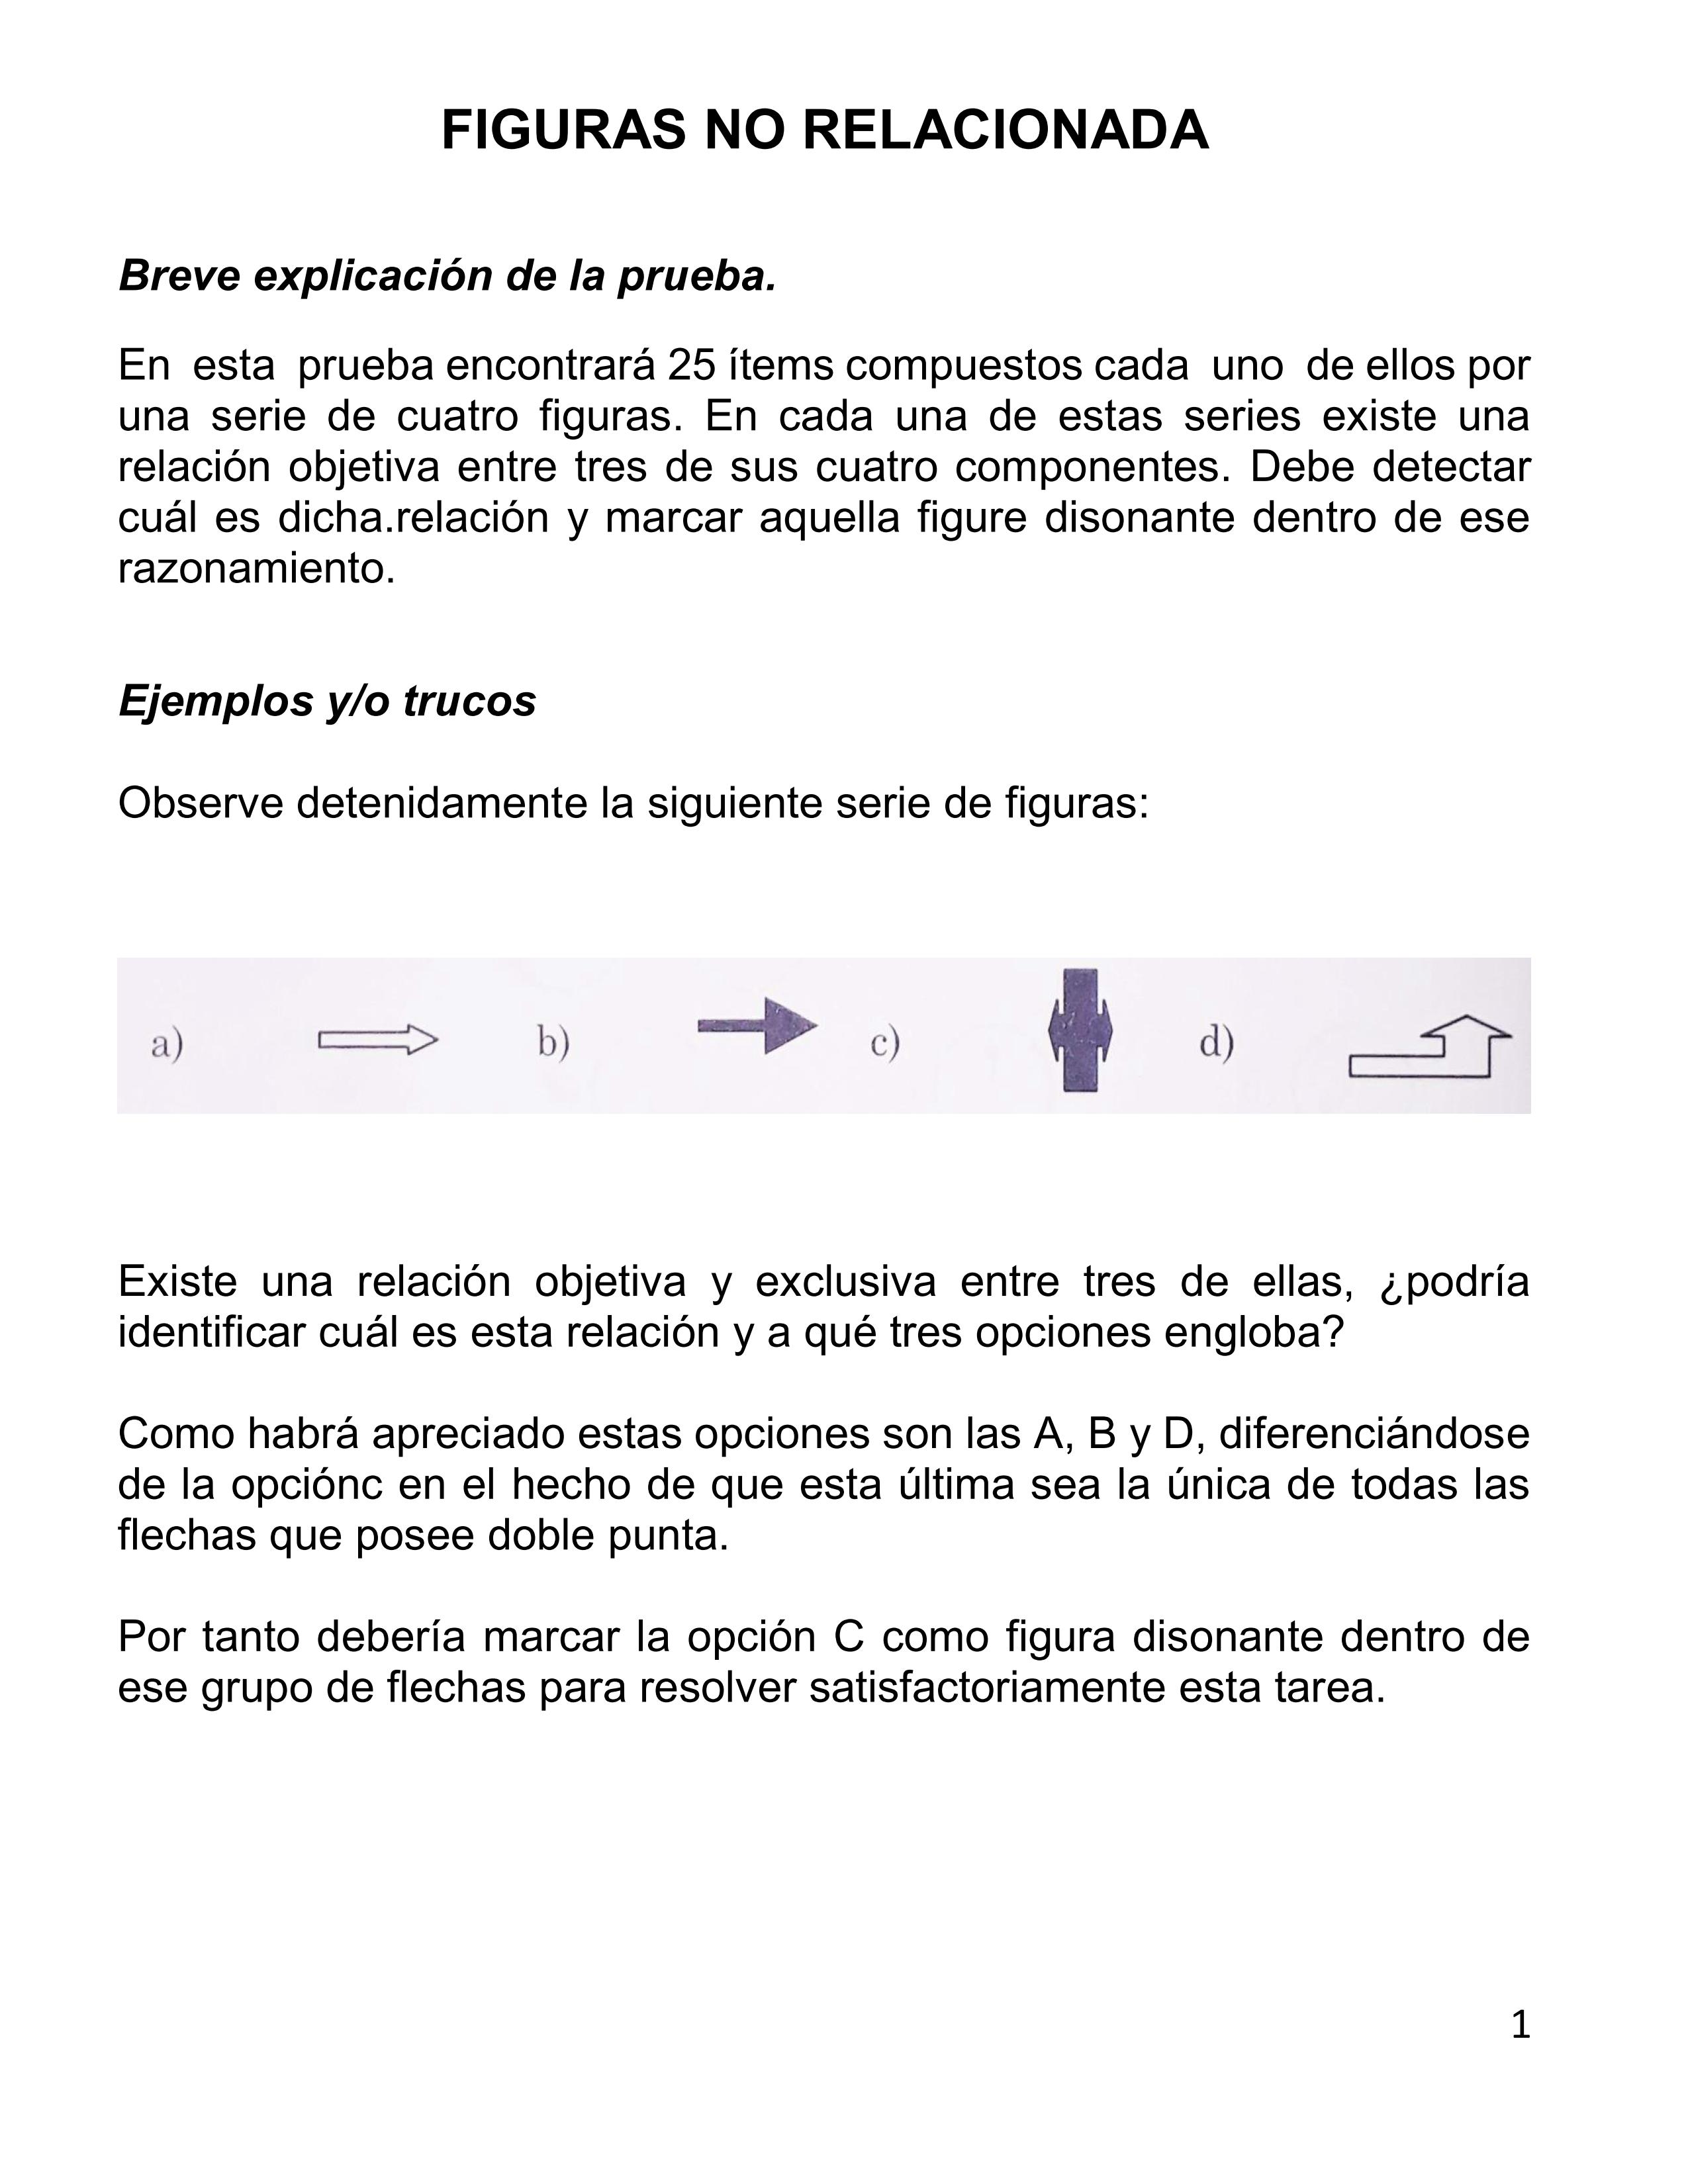 FIGURAS NO RELACIONADA
Breve explicación de la prueba.
En esta prueba encontrará 25 ítems compuestos cada uno de ellos por
una serie de cuatro figuras. En cada una de estas series existe una
relación objetiva entre tres de sus cuatro componentes. Debe detectar
cuál es dicha.relación y marcar aquella figure disonante dentro de ese
razonamiento.
Ejemplos y/o trucos
Observe detenidamente la siguiente serie de figuras:
a) b) c) d)
Existe una relación objetiva y exclusiva entre tres de ellas, ¿podría
identificar cuál es esta relación y a qué tres opciones engloba?
Como habrá apreciado estas opciones son las A, B y D, diferenciándose
de la opciónc en el hecho de que esta última sea la única de todas las
flechas que posee doble punta.
Por tanto debería marcar la opción C como figura disonante dentro de
ese grupo de flechas para resolver satisfactoriamente esta tarea.
1